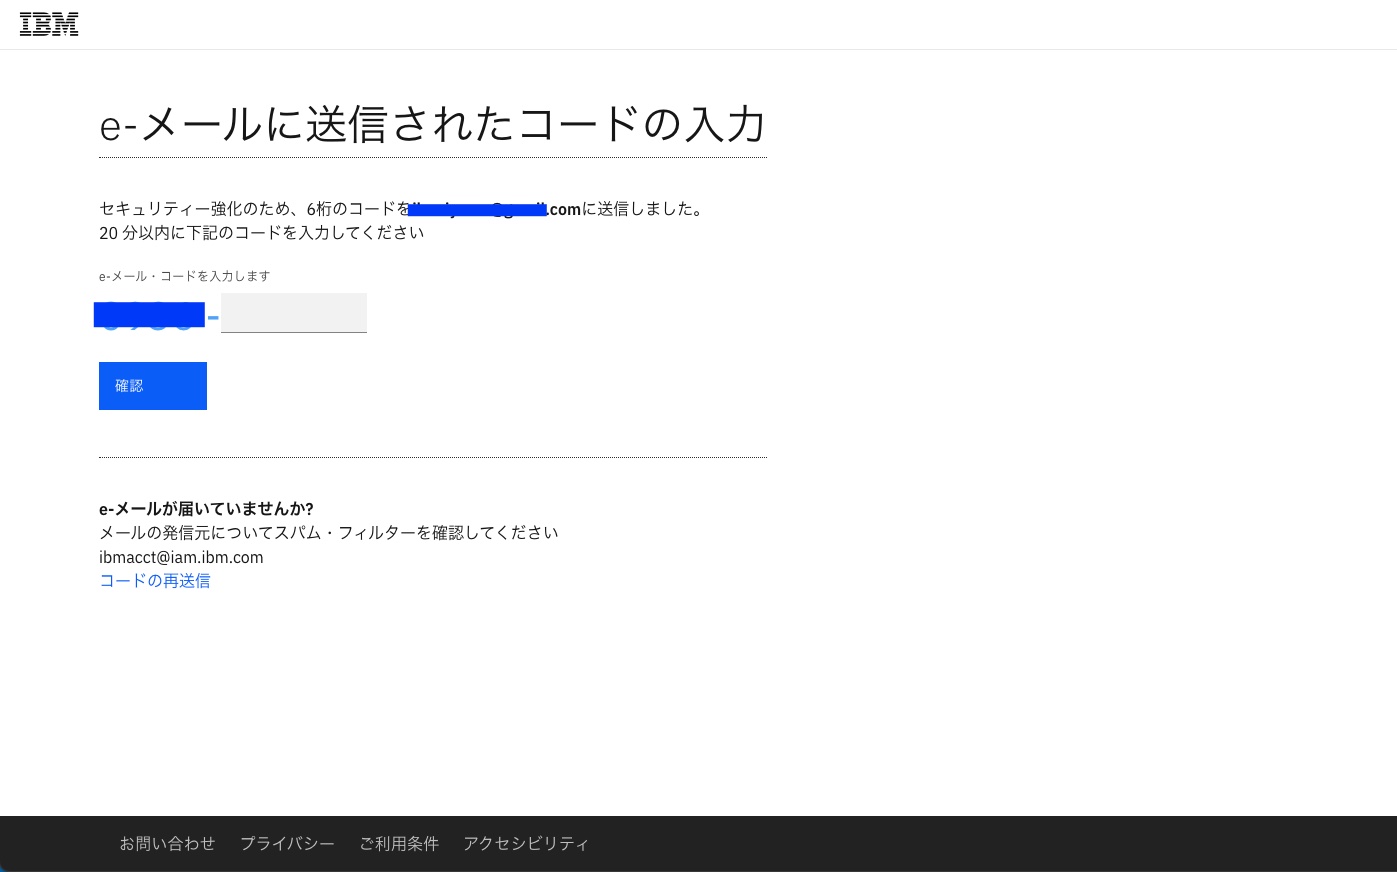 IBM
e-メールに送信されたコードの入力
セキュリティー強化のため、6桁のコードを.comに送信しました。
20 分以内に下記のコードを入力してください
e-メール・コードを入力します
-
確認
e-メールが届いていませんか?
メールの発信元についてスパム・フィルターを確認してください
ibmacct@iam.ibm.com
コードの再送信
お問い合わせ プライバシー ご利用条件 アクセシビリティ